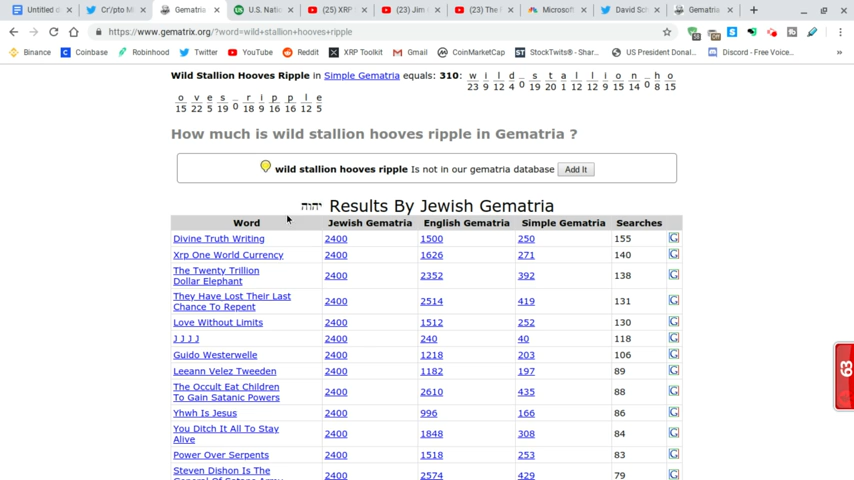 Untitled d
Cr/pto M
Gematria
U.S. Nati
(25) XRP
(23) Jim
(23) The
Microsof
David Sc
Gematria
https://www.gematrix.org/?word=wild+stallion+hooves+ripple
Binance Coinbase Robinhood Twitter YouTube Reddit XRP Toolkit Gmail CoinMarketCap StockTwits® - Shar... US President Donal... Discord - Free Voice...
Wild Stallion Hooves Ripple in Simple Gematria equals: 310: w i l d _ s t a l l i o n _ h o
23 9 12 4 0 19 20 1 12 12 9 15 14 0 8 15
o v e s _ r i p p l e
15 22 5 19 0 18 9 16 16 12 5
How much is wild stallion hooves ripple in Gematria ?
wild stallion hooves ripple Is not in our gematria database Add It
יהוה Results By Jewish Gematria
Word Jewish Gematria English Gematria Simple Gematria Searches
Divine Truth Writing 2400 1500 250 155 G
Xrp One World Currency 2400 1626 271 140 G
The Twenty Trillion
Dollar Elephant 2400 2352 392 138 G
They Have Lost Their Last
Chance To Repent 2400 2514 419 131 G
Love Without Limits 2400 1512 252 130 G
J J J J 2400 240 40 118 G
Guido Westerwelle 2400 1218 203 106 G
Leeann Velez Tweeden 2400 1182 197 89 G
The Occult Eat Children
To Gain Satanic Powers 2400 2610 435 88 G
Yhwh Is Jesus 2400 996 166 86 G
You Ditch It All To Stay
Alive 2400 1848 308 84 G
Power Over Serpents 2400 1518 253 83 G
Steven Dishon Is The
General Of Satans Army 2400 2574 429 79 G
63